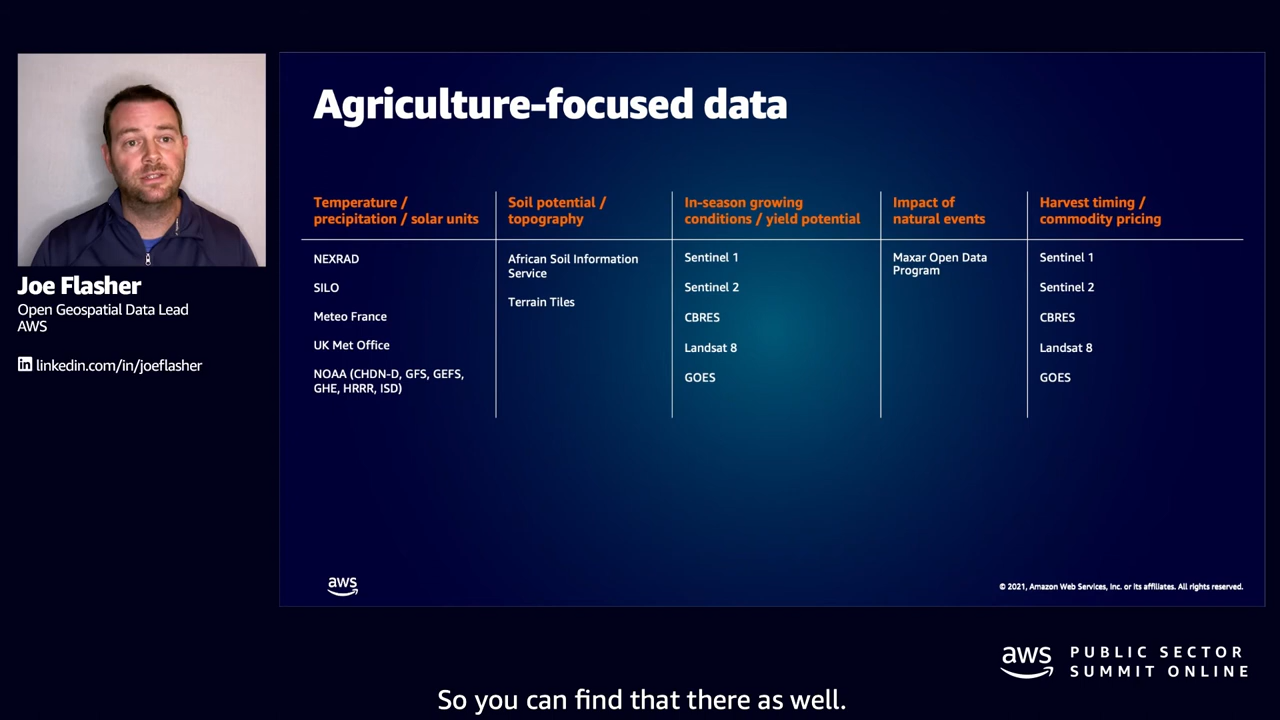 Agriculture-focused data
Joe Flasher
Open Geospatial Data Lead
AWS
in linkedin.com/in/joeflasher
Temperature /
precipitation / solar units
NEXRAD
SILO
Meteo France
UK Met Office
NOAA (CHDN-D, GFS, GEFS,
GHE, HRRR, ISD)
Soil potential /
topography
African Soil Information
Service
Terrain Tiles
In-season growing
conditions / yield potential
Sentinel 1
Sentinel 2
CBRES
Landsat 8
GOES
Impact of
natural events
Maxar Open Data
Program
Harvest timing /
commodity pricing
Sentinel 1
Sentinel 2
CBRES
Landsat 8
GOES
aws
© 2021, Amazon Web Services, Inc. or its affiliates. All rights reserved.
aws PUBLIC SECTOR
SUMMIT ONLINE
So you can find that there as well.